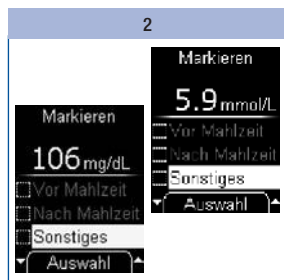 2
Markieren
106 mg/dL
Vor Mahlzeit
Nach Mahlzeit
Sonstiges
Auswahl
Markieren
5.9 mmol/L
Vor Mahlzeit
Nach Mahlzeit
Sonstiges
Auswahl